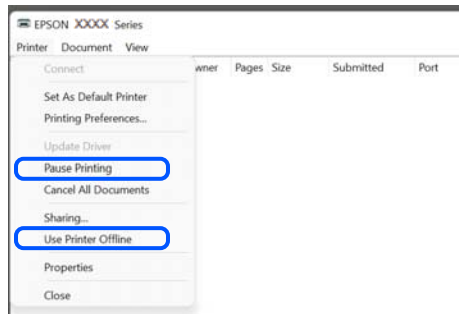 EPSON XXXX Series
Printer Document View
Connect wner Pages Size Submitted Port
Set As Default Printer
Printing Preferences...
Update Driver
Pause Printing
Cancel All Documents
Sharing...
Use Printer Offline
Properties
Close